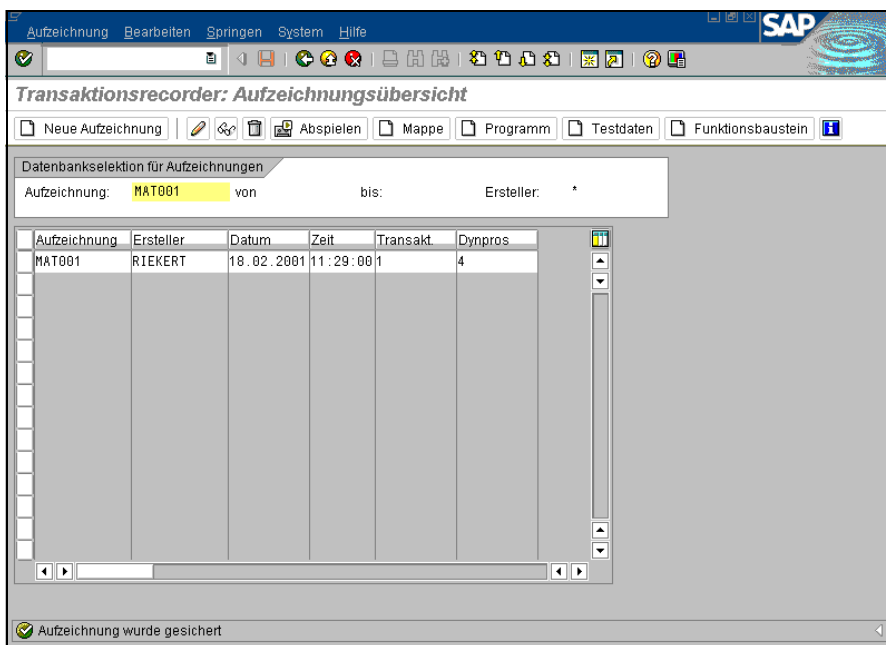 Aufzeichnung Bearbeiten Springen System Hilfe
SAP
Transaktionsrecorder: Aufzeichnungsübersicht
Neue Aufzeichnung Abspielen Mappe Programm Testdaten Funktionsbaustein
Datenbankselektion für Aufzeichnungen
Aufzeichnung: MAT001 von bis: Ersteller: *
Aufzeichnung Ersteller Datum Zeit Transakt. Dynpros
MAT001 RIEKERT 18.02.2001 11:29:00 1 4
Aufzeichnung wurde gesichert